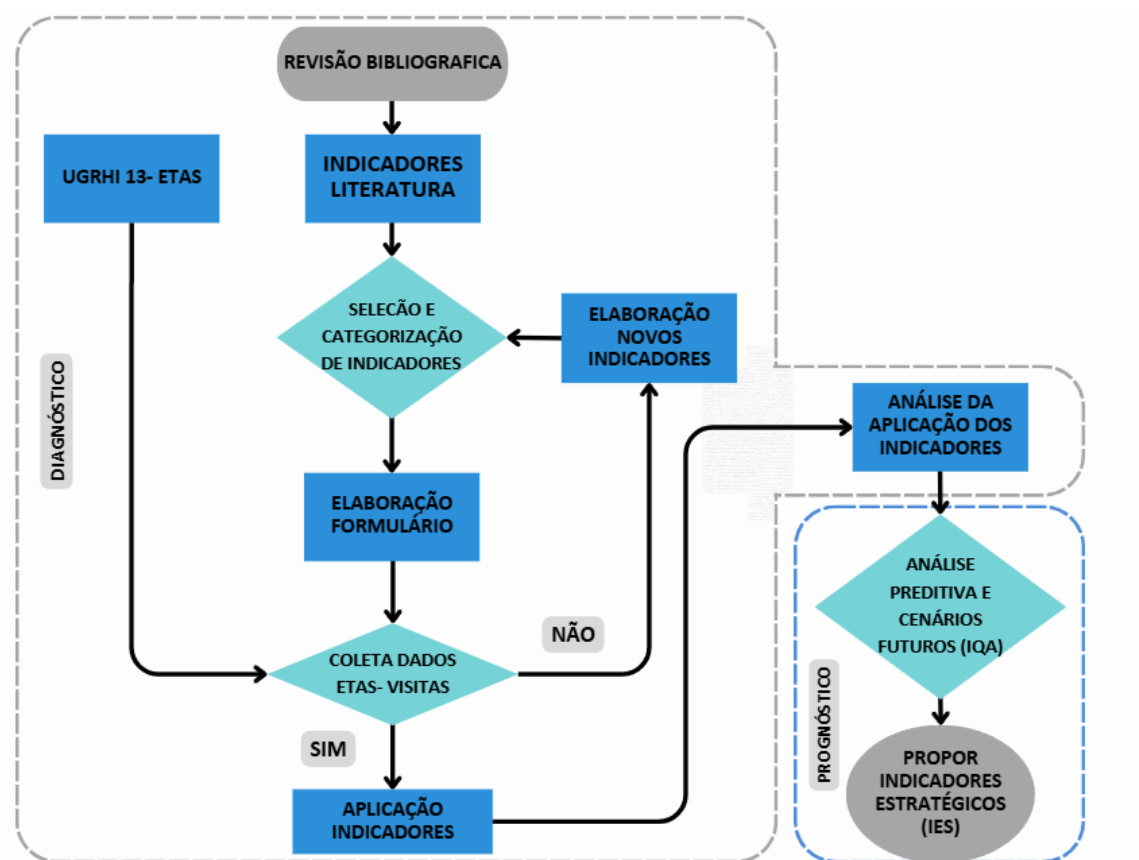 REVISÃO BIBLIOGRAFICA
INDICADORES
LITERATURA
UGRHI 13- ETAS
SELECÃO E
CATEGORIZAÇÃO
DE INDICADORES
ELABORAÇÃO
NOVOS
INDICADORES
DIAGNÓSTICO
ANÁLISE DA
APLICAÇÃO DOS
INDICADORES
ELABORAÇÃO
FORMULÁRIO
ANÁLISE
PREDITIVA E
CENÁRIOS
FUTUROS (IQA)
NÃO
COLETA DADOS
ETAS- VISITAS
SIM
PROGNÓSTICO
APLICAÇÃO
INDICADORES
PROPOR
INDICADORES
ESTRATÉGICOS
(IES)